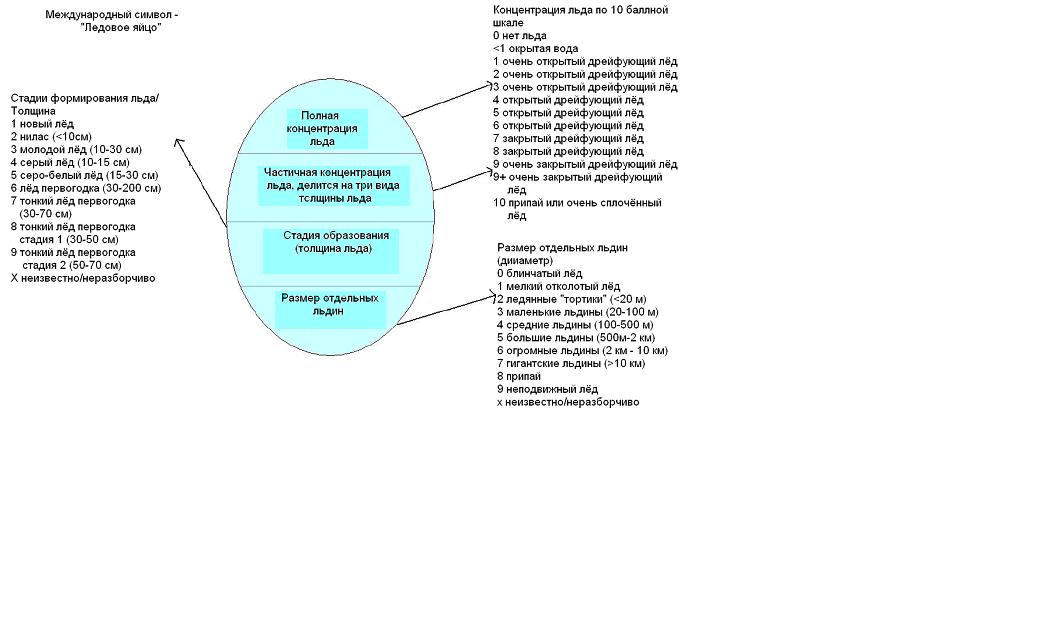 Международный символ -
"Ледовое яйцо"
Стадии формирования льда/
Толщина
1 новый лёд
2 нилас (<10см)
3 молодой лёд (10-30 см)
4 серый лёд (10-15 см)
5 серо-белый лёд (15-30 см)
6 лёд первогодка (30-200 см)
7 тонкий лёд первогодка
(30-70 см)
8 тонкий лёд первогодка
стадия 1 (30-50 см)
9 тонкий лёд первогодка
стадия 2 (50-70 см)
X неизвестно/неразборчиво
Полная
концентрация
льда
Частичная концентрация
льда, делится на три вида
толщины льда
Стадия образования
(толщина льда)
Размер отдельных
льдин
Концентрация льда по 10 баллной
шкале
0 нет льда
<1 окрытая вода
1 очень открытый дрейфующий лёд
2 очень открытый дрейфующий лёд
3 очень открытый дрейфующий лёд
4 открытый дрейфующий лёд
5 открытый дрейфующий лёд
6 открытый дрейфующий лёд
7 закрытый дрейфующий лёд
8 закрытый дрейфующий лёд
9 очень закрытый дрейфующий лёд
9+ очень закрытый дрейфующий
лёд
10 припай или очень сплочённый
лёд
Размер отдельных льдин
(дииаметр)
0 блинчатый лёд
1 мелкий отколотый лёд
2 ледянные "тортики" (<20 м)
3 маленькие льдины (20-100 м)
4 средние льдины (100-500 м)
5 большие льдины (500м-2 км)
6 огромные льдины (2 км - 10 км)
7 гигантские льдины (>10 км)
8 припай
9 неподвижный лёд
x неизвестно/неразборчиво